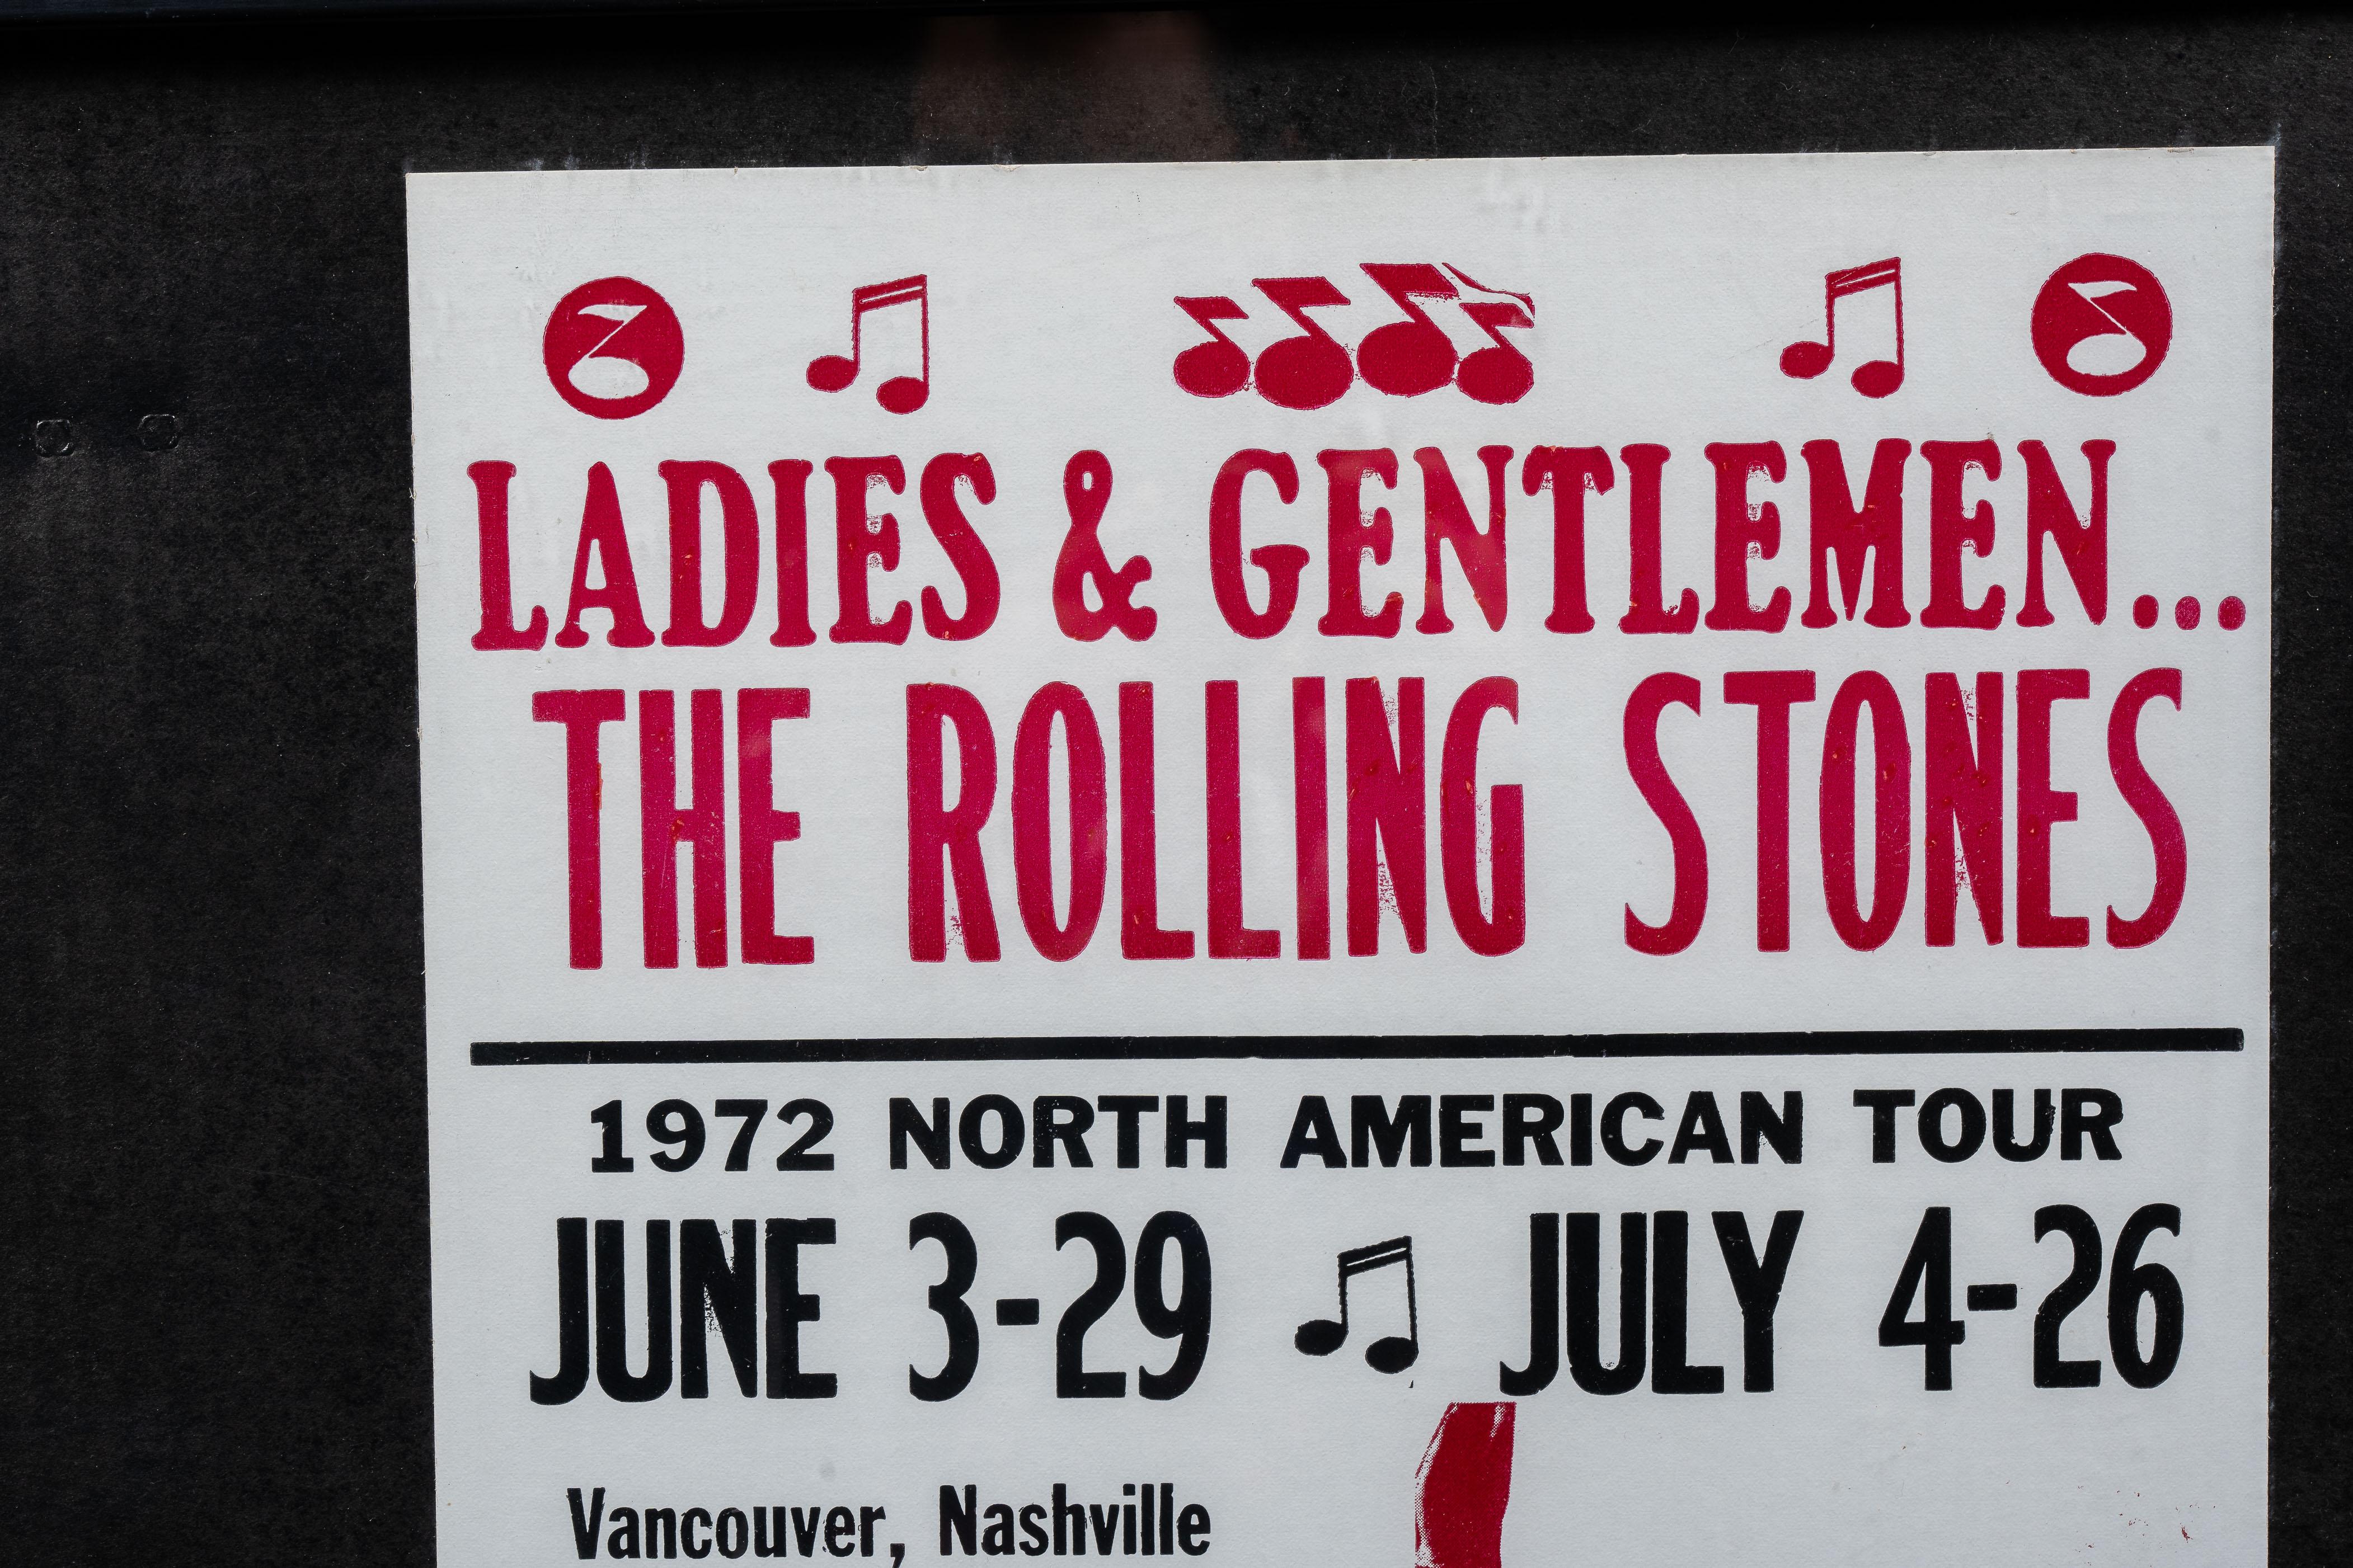 LADIES & GENTLEMEN...
THE ROLLING STONES
1972 NORTH AMERICAN TOUR
JUNE 3-29 ♫ JULY 4-26
Vancouver, Nashville